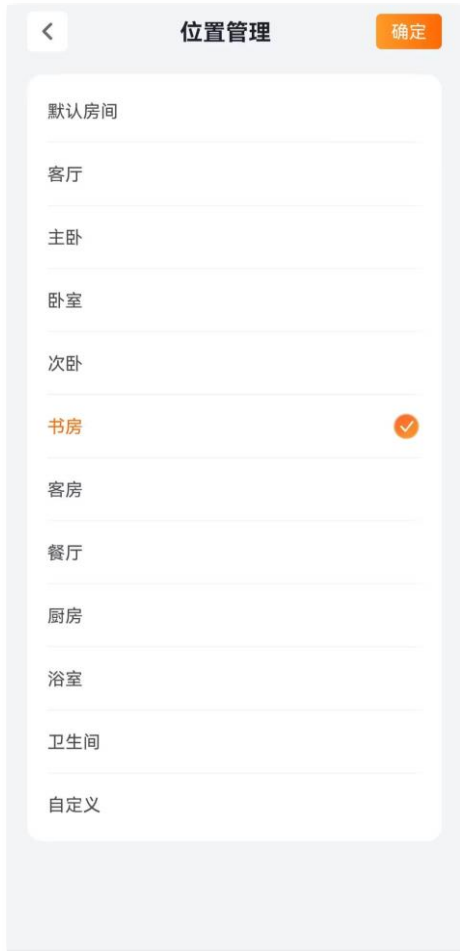 位置管理
确定
默认房间
客厅
主卧
卧室
次卧
书房
客房
餐厅
厨房
浴室
卫生间
自定义